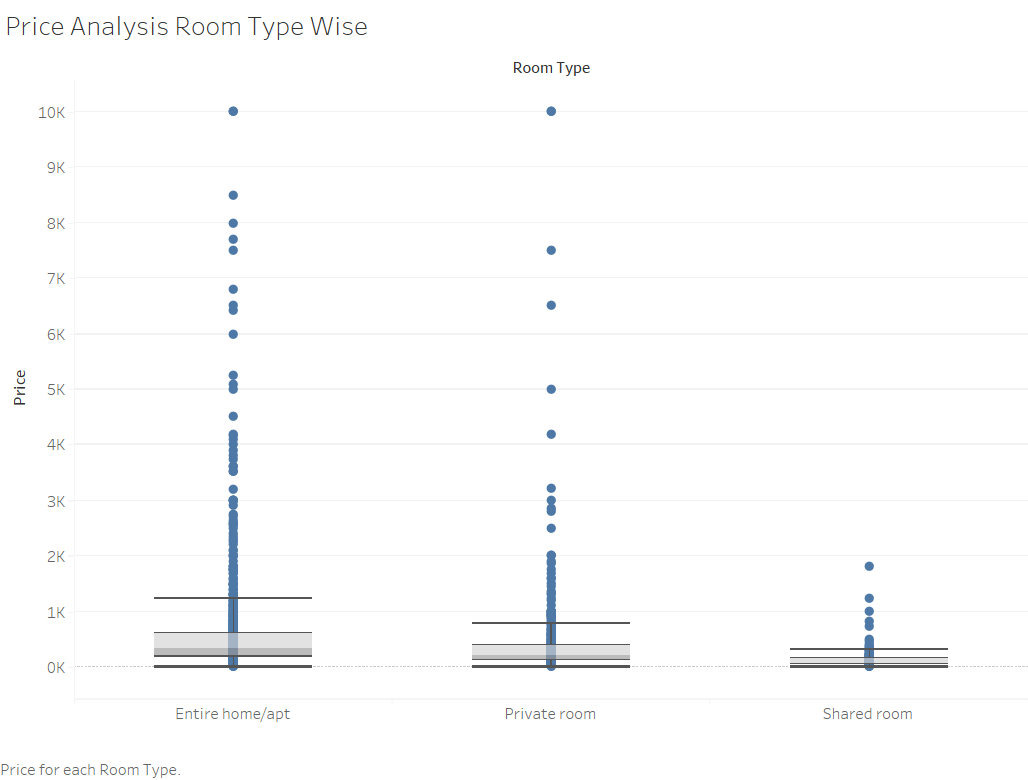 Price Analysis Room Type Wise
Room Type
10K
9K
8K
7K
6K
5K
4K
3K
2K
1K
0K
Price
Entire home/apt Private room Shared room
Price for each Room Type.